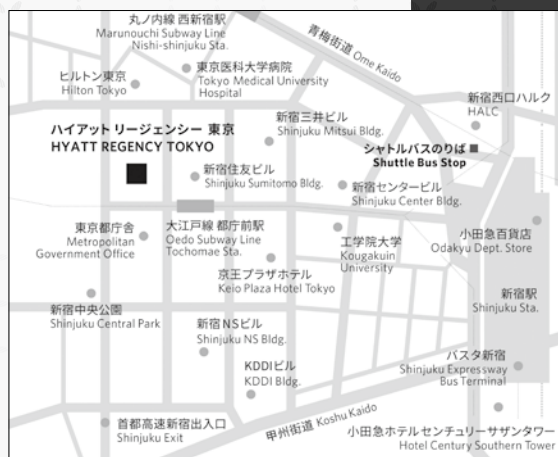 丸ノ内線 西新宿駅
Marunouchi Subway Line
Nishi-shinjuku Sta.
青梅街道 Ome Kaido
ヒルトン東京
Hilton Tokyo
東京医科大学病院
Tokyo Medical University
Hospital
新宿西口ハルク
HALC
ハイアット リージェンシー 東京
HYATT REGENCY TOKYO
新宿三井ビル
Shinjuku Mitsui Bldg.
シャトルバスのりば
Shuttle Bus Stop
新宿住友ビル
Shinjuku Sumitomo Bldg.
新宿センタービル
Shinjuku Center Bldg.
東京都庁舎
Metropolitan
Government Office
大江戸線 都庁前駅
Oedo Subway Line
Tochomae Sta.
工学院大学
Kougakuin
University
小田急百貨店
Odakyu Dept. Store
京王プラザホテル
Keio Plaza Hotel Tokyo
新宿駅
Shinjuku Sta.
新宿中央公園
Shinjuku Central Park
新宿NSビル
Shinjuku NS Bldg.
KDDIビル
KDDI Bldg.
バスタ新宿
Shinjuku Expressway
Bus Terminal
首都高速新宿出入口
Shinjuku Exit
甲州街道 Koshu Kaido
小田急ホテルセンチュリーサザンタワー
Hotel Century Southern Tower